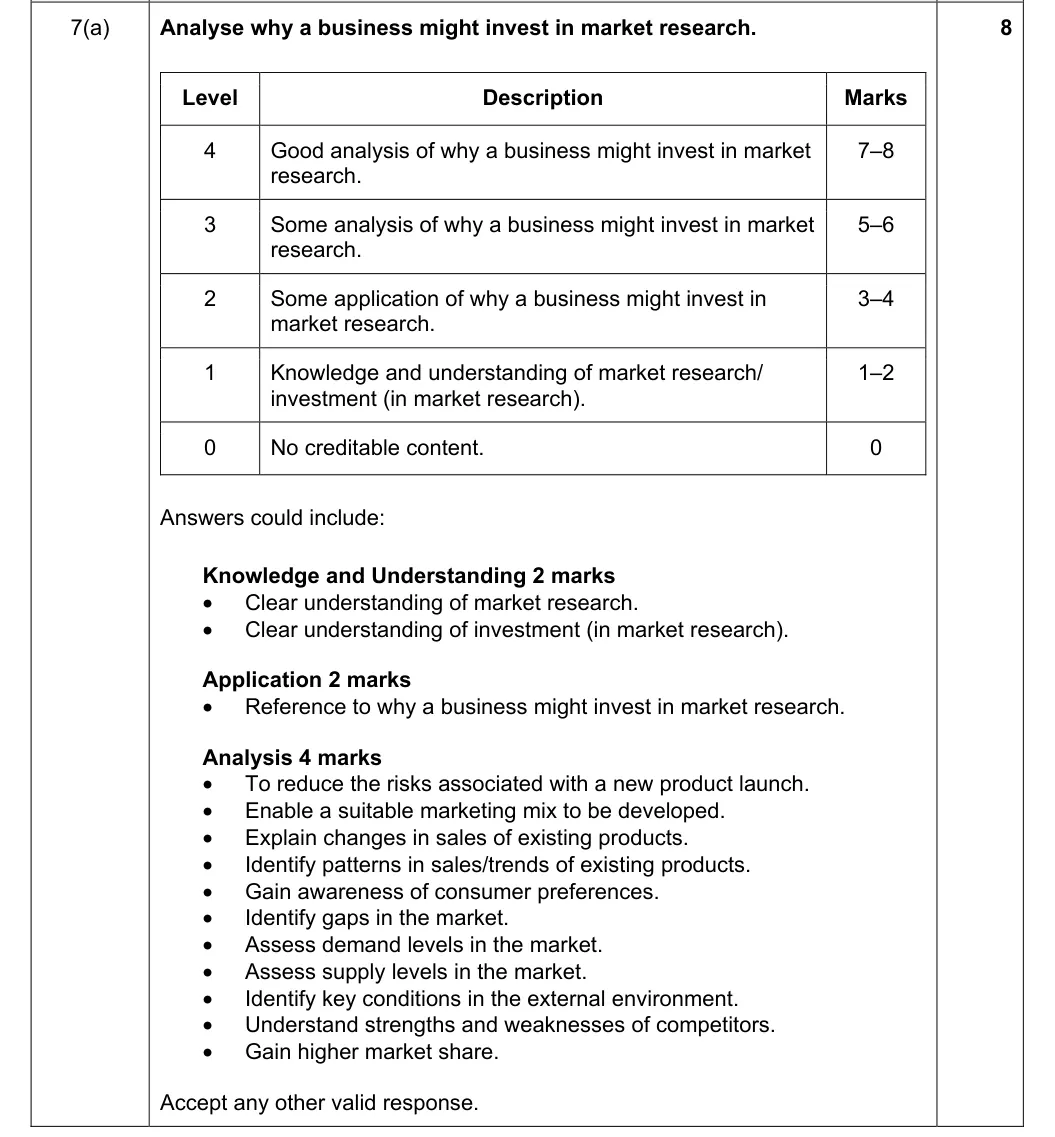 7(a) Analyse why a business might invest in market research. 8
Level Description Marks
4 Good analysis of why a business might invest in market 7–8
research.
3 Some analysis of why a business might invest in market 5–6
research.
2 Some application of why a business might invest in 3–4
market research.
1 Knowledge and understanding of market research/ 1–2
investment (in market research).
0 No creditable content. 0
Answers could include:
Knowledge and Understanding 2 marks
• Clear understanding of market research.
• Clear understanding of investment (in market research).
Application 2 marks
• Reference to why a business might invest in market research.
Analysis 4 marks
• To reduce the risks associated with a new product launch.
• Enable a suitable marketing mix to be developed.
• Explain changes in sales of existing products.
• Identify patterns in sales/trends of existing products.
• Gain awareness of consumer preferences.
• Identify gaps in the market.
• Assess demand levels in the market.
• Assess supply levels in the market.
• Identify key conditions in the external environment.
• Understand strengths and weaknesses of competitors.
• Gain higher market share.
Accept any other valid response.